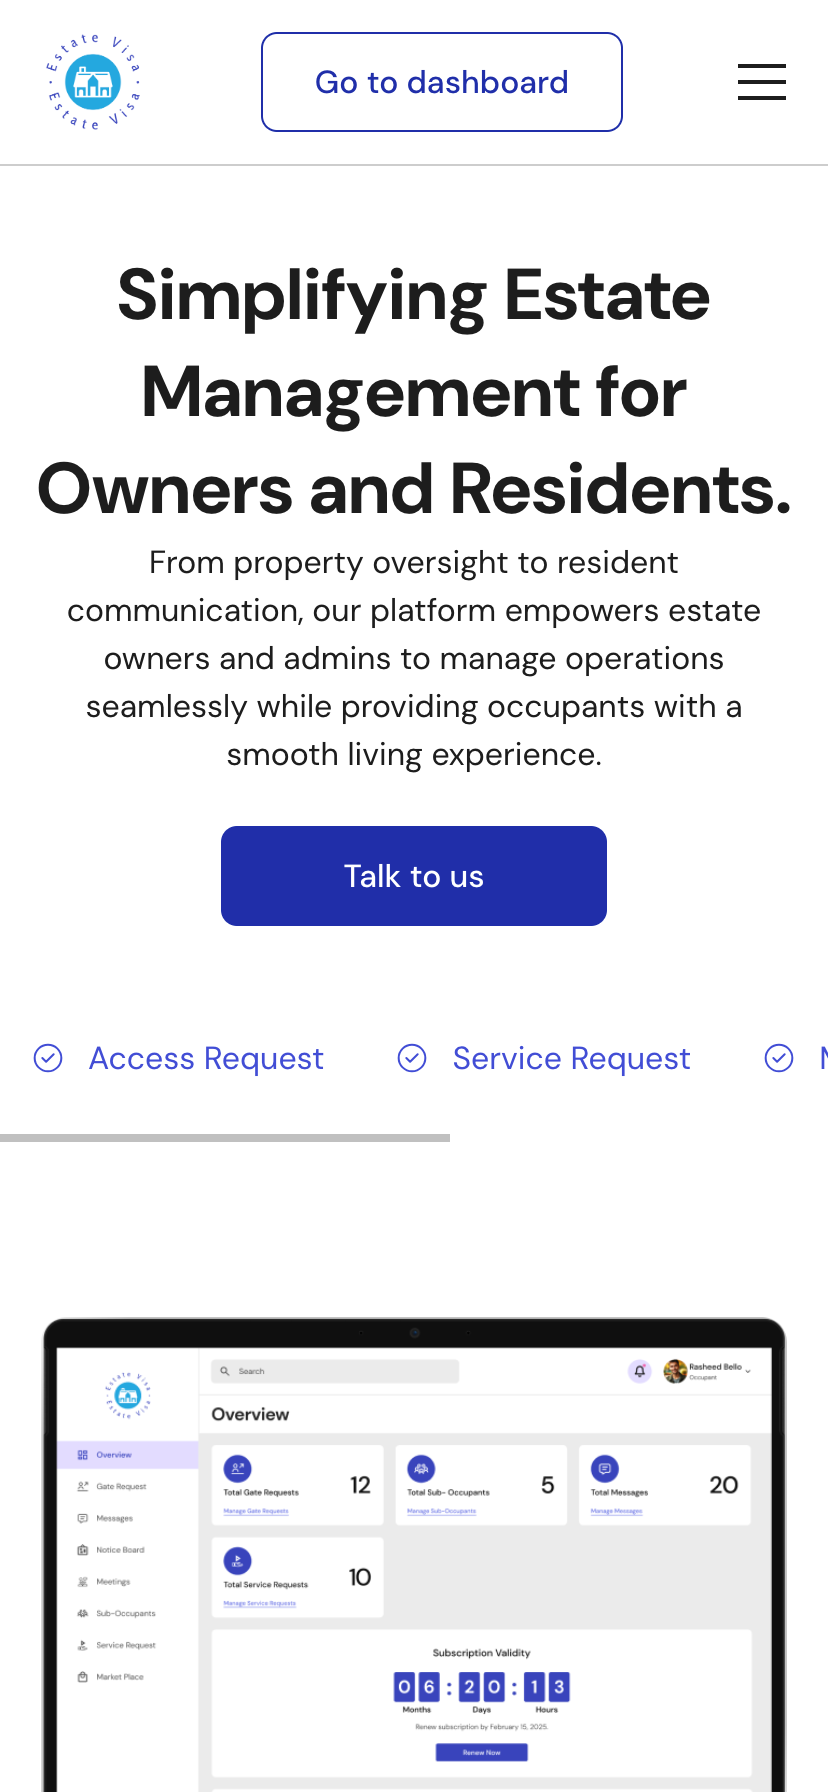 Estate Visa · Estate Visa ·
Go to dashboard
Simplifying Estate
Management for
Owners and Residents.
From property oversight to resident
communication, our platform empowers estate
owners and admins to manage operations
seamlessly while providing occupants with a
smooth living experience.
Talk to us
Access Request
Service Request
Estate Visa · Estate Visa ·
Search
Rasheed Bello
Occupant
Overview
Overview
Gate Request
Messages
Notice Board
Meetings
Sub-Occupants
Service Request
Market Place
12
Total Gate Requests
Manage Gate Requests
5
Total Sub- Occupants
Manage Sub-Occupants
20
Total Messages
Manage Messages
10
Total Service Requests
Manage Service Requests
Subscription Validity
06 : 20 : 13
Months Days Hours
Renew subscription by February 15, 2025.
Renew Now